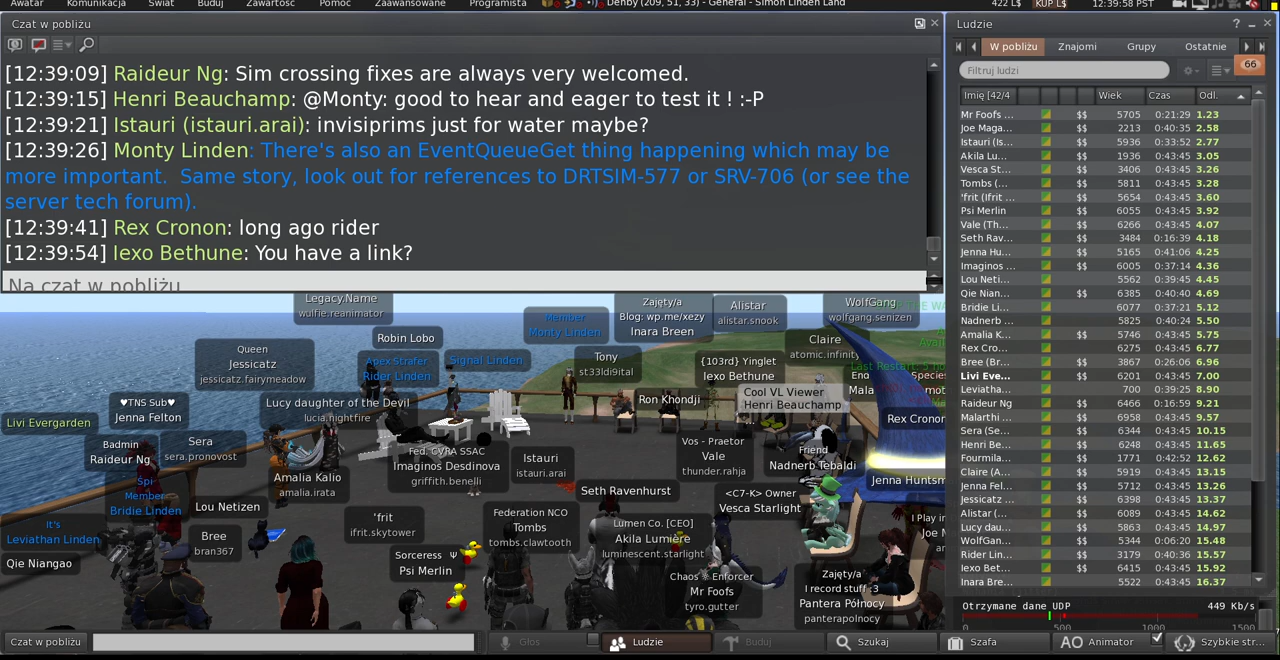 Awatar Komunikacja Świat Buduj Zawartość Pomoc Zaawansowane Programista Denby (209, 51, 33) - General - Simon Linden Land 422 L$ KUP L$ 12:39:58 PST
Czat w pobliżu
[12:39:09] Raideur Ng: Sim crossing fixes are always very welcomed.
[12:39:15] Henri Beauchamp: @Monty: good to hear and eager to test it ! :-P
[12:39:21] Istauri (istauri.arai): invisiprims just for water maybe?
[12:39:26] Monty Linden: There's also an EventQueueGet thing happening which may be
more important.  Same story, look out for references to DRTSIM-577 or SRV-706 (or see the
server tech forum).
[12:39:41] Rex Cronon: long ago rider
[12:39:54] Iexo Bethune: You have a link?
Na czat w pobliżu
Legacy.Name
wulfie.reanimator
Robin Lobo
Member
Monty Linden
Zajęty/a
Blog: wp.me/xezy
Inara Breen
Alistar
alistar.snook
WolfGang
wolfgang.senizen
Queen
Jessicatz
jessicatz.fairymeadow
Apex Strafer
Rider Linden
Signal Linden
Tony
st33ldi9ital
{103rd} Yinglet
Iexo Bethune
Claire
atomic.infinity
Last Restart:
♥TNS Sub♥
Jenna Felton
Lucy daughter of the Devil
lucia.nightfire
Ron Khondji
Cool VL Viewer
Henri Beauchamp
Rex Cronon
Livi Evergarden
Badmin
Raideur Ng
Sera
sera.pronovost
Fed. CVRA SSAC
Imaginos Desdinova
griffith.benelli
Istauri
istauri.arai
Vos - Praetor
Vale
thunder.rahja
Friend
Nadnerb Tebaldi
Jenna Huntsm
Spi
Member
Bridie Linden
Amalia Kalio
amalia.irata
Lou Netizen
Seth Ravenhurst
<C7-K> Owner
Vesca Starlight
It's
Leviathan Linden
Bree
bran367
'frit
ifrit.skytower
Federation NCO
Tombs
tombs.clawtooth
Lumen Co. [CEO]
Akila Lumière
luminescent.starlight
I Play i
Joe M
Qie Niangao
Sorceress Ψ
Psi Merlin
Chaos Enforcer
Mr Foofs
tyro.gutter
Zajęty/a
I record stuff :3
Pantera Północy
panterapolnocy
Ludzie
W pobliżu Znajomi Grupy Ostatnie
Filtruj ludzi
66
Imię [42/4 Wiek Czas Odl.
Mr Foofs ... $$ 5705 0:21:29 1.23
Joe Maga... $$ 2213 0:40:35 2.58
Istauri (Is... $$ 5936 0:33:52 2.77
Akila Lu... $$ 1936 0:43:45 3.05
Vesca St... $$ 3406 0:43:45 3.26
Tombs (... $$ 5811 0:43:45 3.28
'frit (Ifrit ... $$ 5654 0:43:45 3.60
Psi Merlin $$ 6055 0:43:45 3.92
Vale (Th... $$ 6266 0:43:45 4.07
Seth Rav... $$ 3484 0:16:39 4.18
Jenna Hu... $$ 5165 0:41:06 4.25
Imaginos ... $$ 6005 0:37:14 4.36
Lou Neti... 5562 0:39:45 4.45
Qie Nian... $$ 6385 0:40:40 4.69
Bridie Li... 6077 0:37:21 5.12
Nadnerb ... 5825 0:40:24 5.50
Amalia K... $$ 5746 0:43:45 5.75
Rex Cro... 6275 0:43:45 6.77
Bree (Br... $$ 3867 0:26:06 6.96
Livi Eve... $$ 6201 0:43:45 7.00
Leviatha... 700 0:39:25 8.90
Raideur Ng $$ 6466 0:16:59 9.21
Malarthi ... $$ 6958 0:43:45 9.57
Sera (Se... $$ 6344 0:43:45 10.15
Henri Be... $$ 6248 0:43:45 11.65
Fourmila... $$ 1771 0:42:52 12.62
Claire (A... $$ 5919 0:43:45 13.15
Jenna Fel... $$ 5712 0:43:45 13.26
Jessicatz ... $$ 6398 0:43:45 13.37
Alistar (... $$ 6089 0:43:45 14.62
Lucy dau... $$ 5863 0:43:45 14.97
WolfGan... $$ 5344 0:06:20 15.48
Rider Lin... $$ 3179 0:40:36 15.57
Iexo Bet... $$ 6415 0:43:45 15.92
Inara Bre... 5522 0:43:45 16.37
Otrzymane dane UDP 449 Kb/s
0 500 1000 1500
Czat w pobliżu Głos Ludzie Buduj Szukaj Szafa AO Animator Szybkie str...